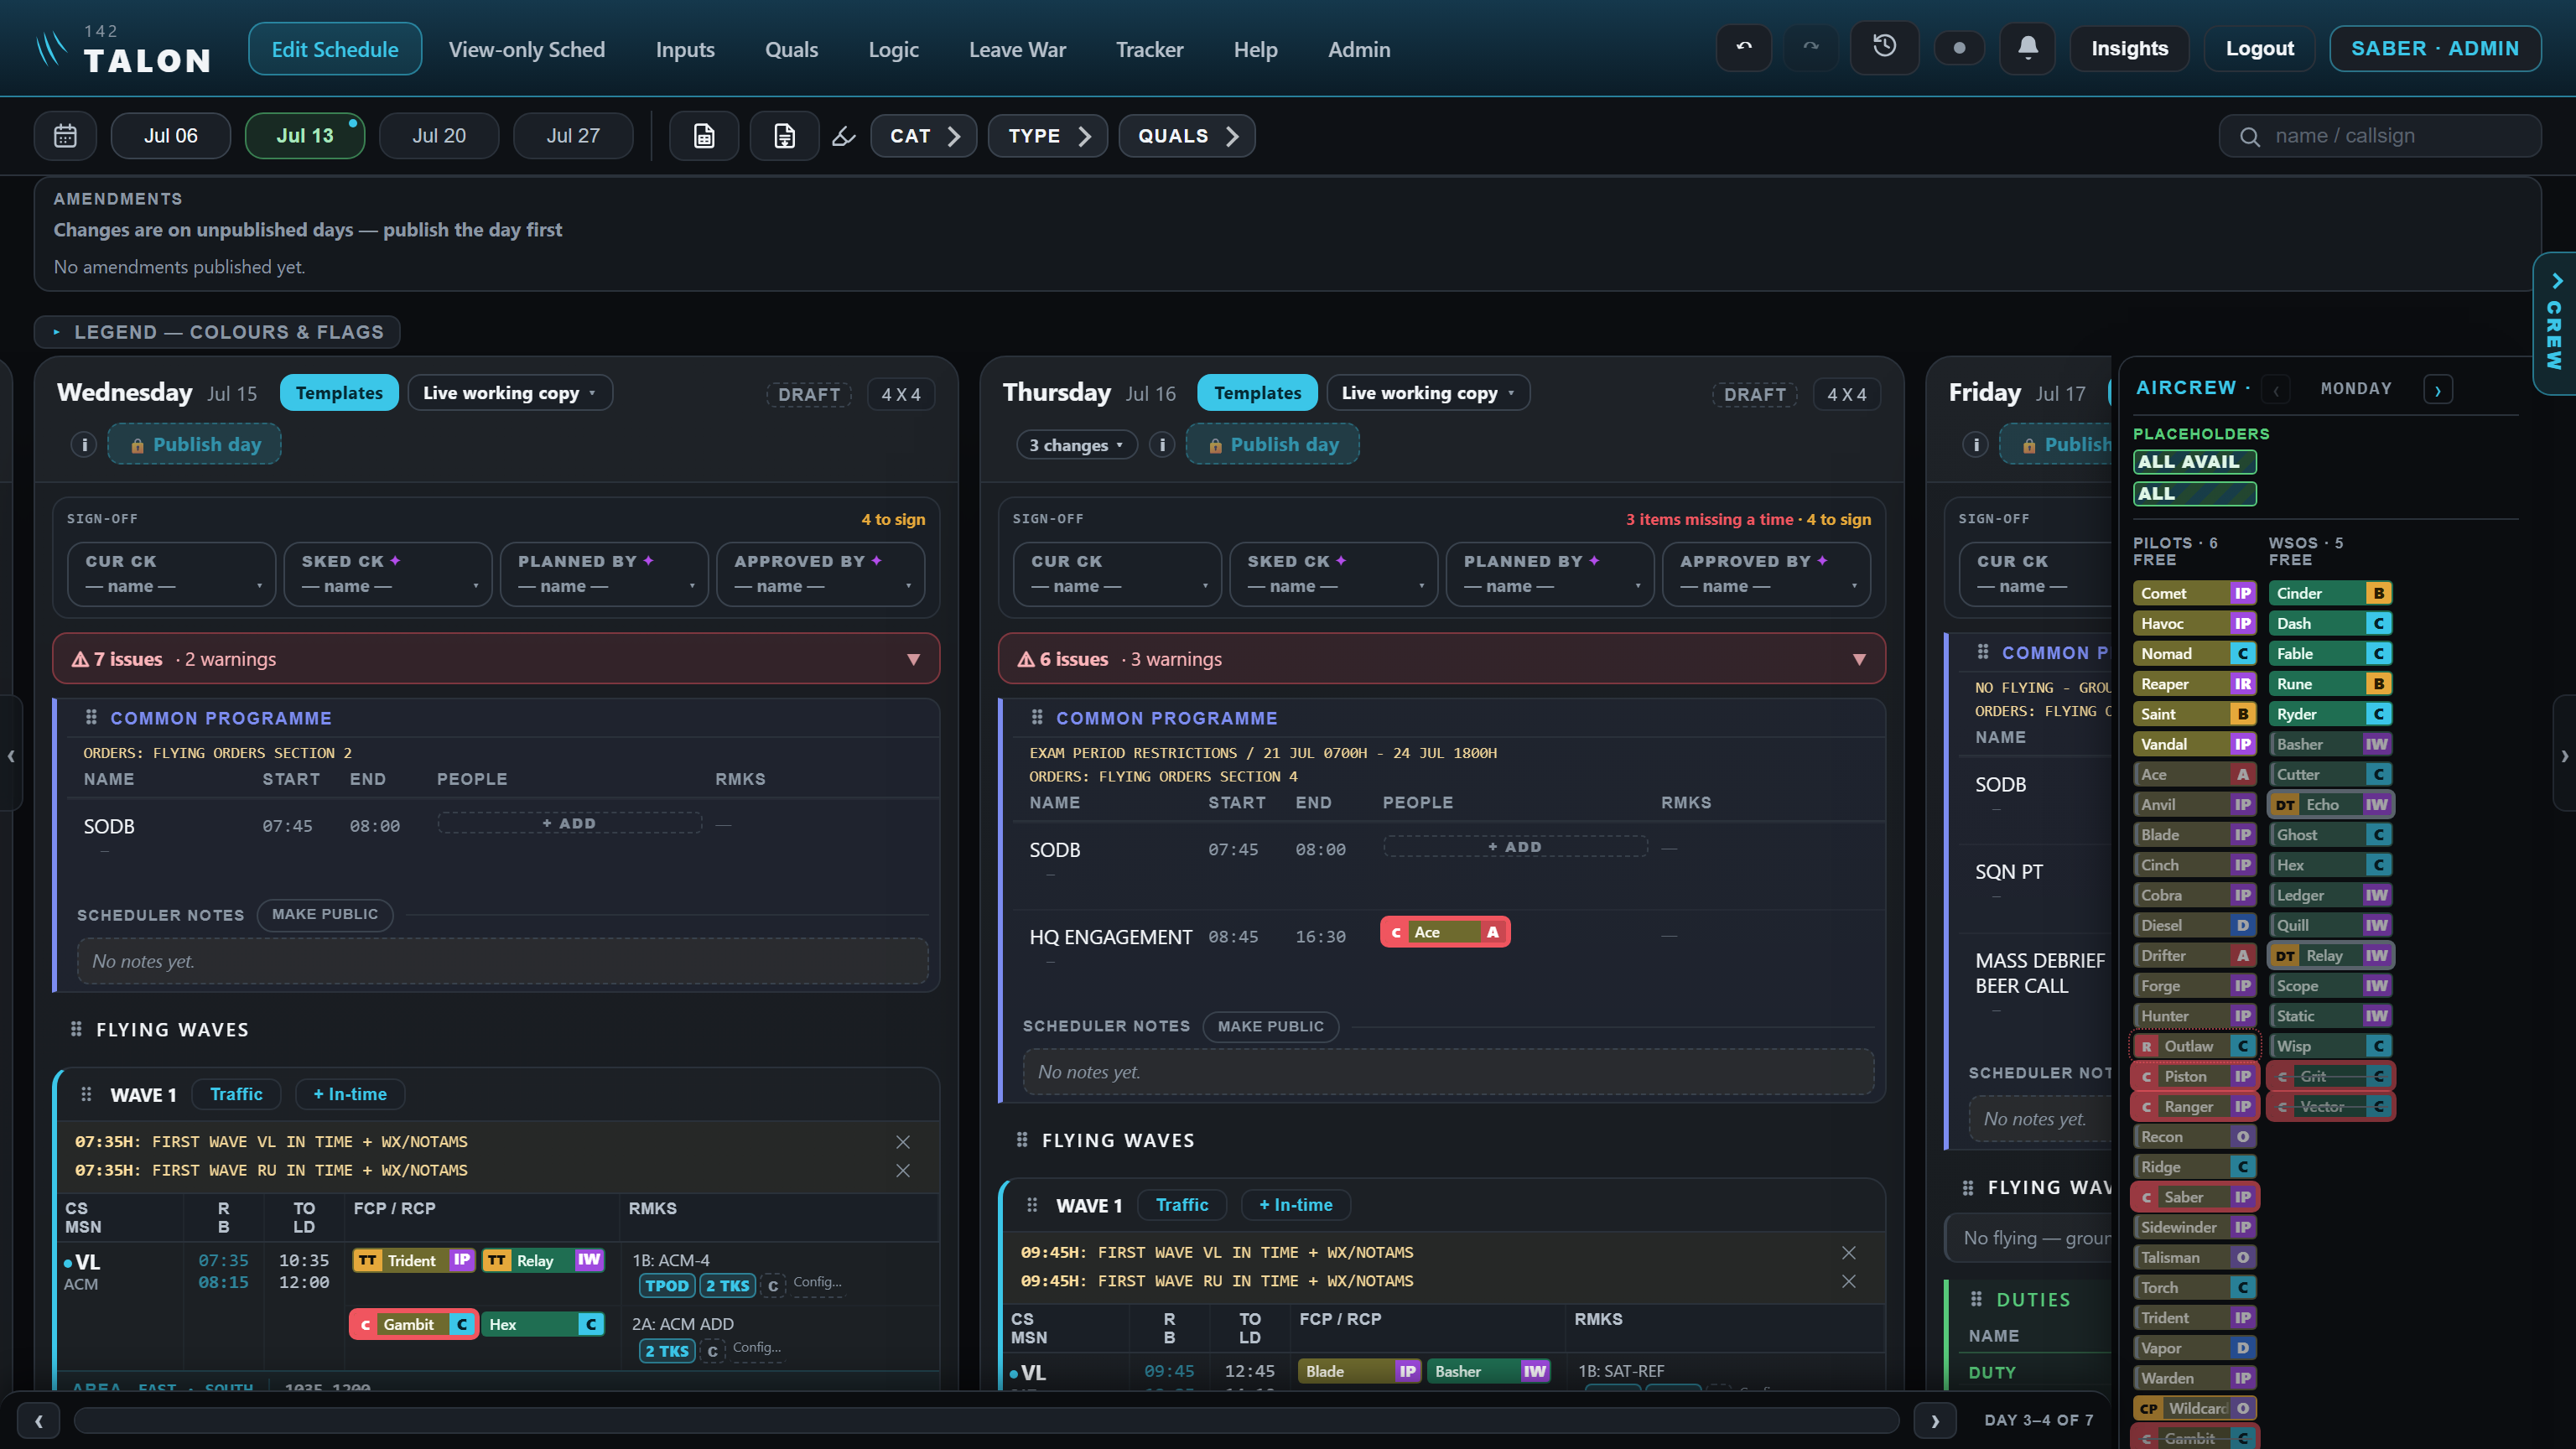 142
TALON
Edit Schedule View-only Sched Inputs Quals Logic Leave War Tracker Help Admin
Insights Logout SABER · ADMIN
Jul 06 Jul 13 Jul 20 Jul 27 CAT TYPE QUALS name / callsign
AMENDMENTS
Changes are on unpublished days — publish the day first
No amendments published yet.
LEGEND — COLOURS & FLAGS
CREW
Wednesday Jul 15 Templates Live working copy DRAFT 4 X 4
i Publish day
SIGN-OFF 4 to sign
CUR CK SKED CK PLANNED BY APPROVED BY
— name — — name — — name — — name —
7 issues · 2 warnings
COMMON PROGRAMME
ORDERS: FLYING ORDERS SECTION 2
NAME START END PEOPLE RMKS
SODB 07:45 08:00 + ADD —
—
SCHEDULER NOTES MAKE PUBLIC
No notes yet.
FLYING WAVES
WAVE 1 Traffic + In-time
07:35H: FIRST WAVE VL IN TIME + WX/NOTAMS
07:35H: FIRST WAVE RU IN TIME + WX/NOTAMS
CS R TO FCP / RCP RMKS
MSN B LD
VL 07:35 10:35 TT Trident IP TT Relay IW 1B: ACM-4
ACM 08:15 12:00 TPOD 2 TKS C Config...
C Gambit C Hex C 2A: ACM ADD
2 TKS C Config...
AREA EAST · SOUTH 1035-1200
Thursday Jul 16 Templates Live working copy DRAFT 4 X 4
3 changes i Publish day
SIGN-OFF 3 items missing a time · 4 to sign
CUR CK SKED CK PLANNED BY APPROVED BY
— name — — name — — name — — name —
6 issues · 3 warnings
COMMON PROGRAMME
EXAM PERIOD RESTRICTIONS / 21 JUL 0700H - 24 JUL 1800H
ORDERS: FLYING ORDERS SECTION 4
NAME START END PEOPLE RMKS
SODB 07:45 08:00 + ADD —
—
HQ ENGAGEMENT 08:45 16:30 C Ace A —
—
SCHEDULER NOTES MAKE PUBLIC
No notes yet.
FLYING WAVES
WAVE 1 Traffic + In-time
09:45H: FIRST WAVE VL IN TIME + WX/NOTAMS
09:45H: FIRST WAVE RU IN TIME + WX/NOTAMS
CS R TO FCP / RCP RMKS
MSN B LD
VL 09:45 12:45 Blade IP Basher IW 1B: SAT-REF
Friday Jul 17
i Publish
SIGN-OFF
CUR CK
— name —
COMMON P
NO FLYING - GROU
ORDERS: FLYING O
NAME
SODB
—
SQN PT
—
MASS DEBRIEF
BEER CALL
—
SCHEDULER NOT
No notes yet.
FLYING WAV
No flying — groun
DUTIES
NAME
DUTY
AIRCREW · MONDAY
PLACEHOLDERS
ALL AVAIL
ALL
PILOTS · 6 WSOS · 5
FREE FREE
Comet IP Cinder B
Havoc IP Dash C
Nomad C Fable C
Reaper IR Rune B
Saint B Ryder C
Vandal IP Basher IW
Ace A Cutter C
Anvil IP DT Echo IW
Blade IP Ghost C
Cinch IP Hex C
Cobra IP Ledger IW
Diesel D Quill IW
Drifter A DT Relay IW
Forge IP Scope IW
Hunter IP Static IW
R Outlaw C Wisp C
C Piston IP C Grit C
C Ranger IP C Vector C
Recon O
Ridge C
C Saber IP
Sidewinder IP
Talisman O
Torch C
Trident IP
Vapor D
Warden IP
CP Wildcard O
C Gambit C
DAY 3–4 OF 7